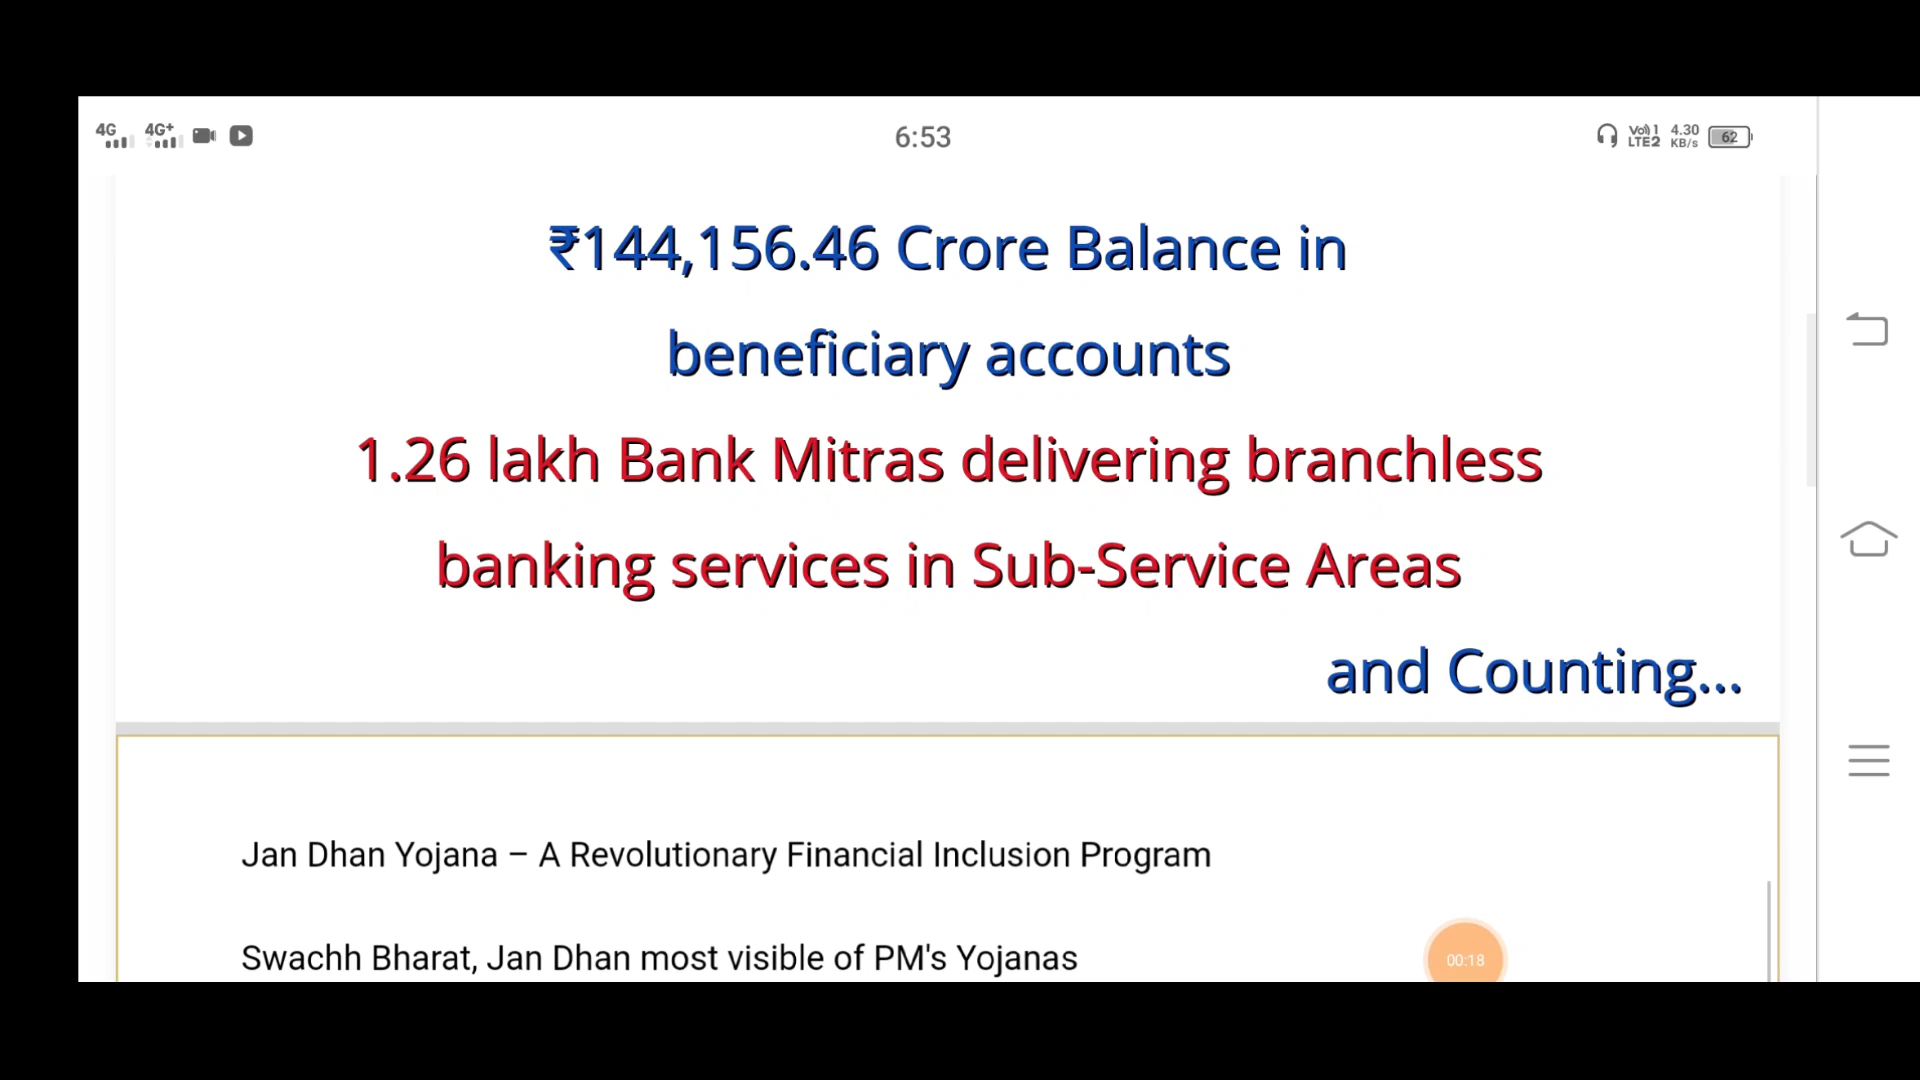 4G 4G+ 6:53 Vo)) 1 LTE2 4.30 KB/s 62
₹144,156.46 Crore Balance in
beneficiary accounts
1.26 lakh Bank Mitras delivering branchless
banking services in Sub-Service Areas
and Counting...
Jan Dhan Yojana – A Revolutionary Financial Inclusion Program
Swachh Bharat, Jan Dhan most visible of PM's Yojanas
00:18